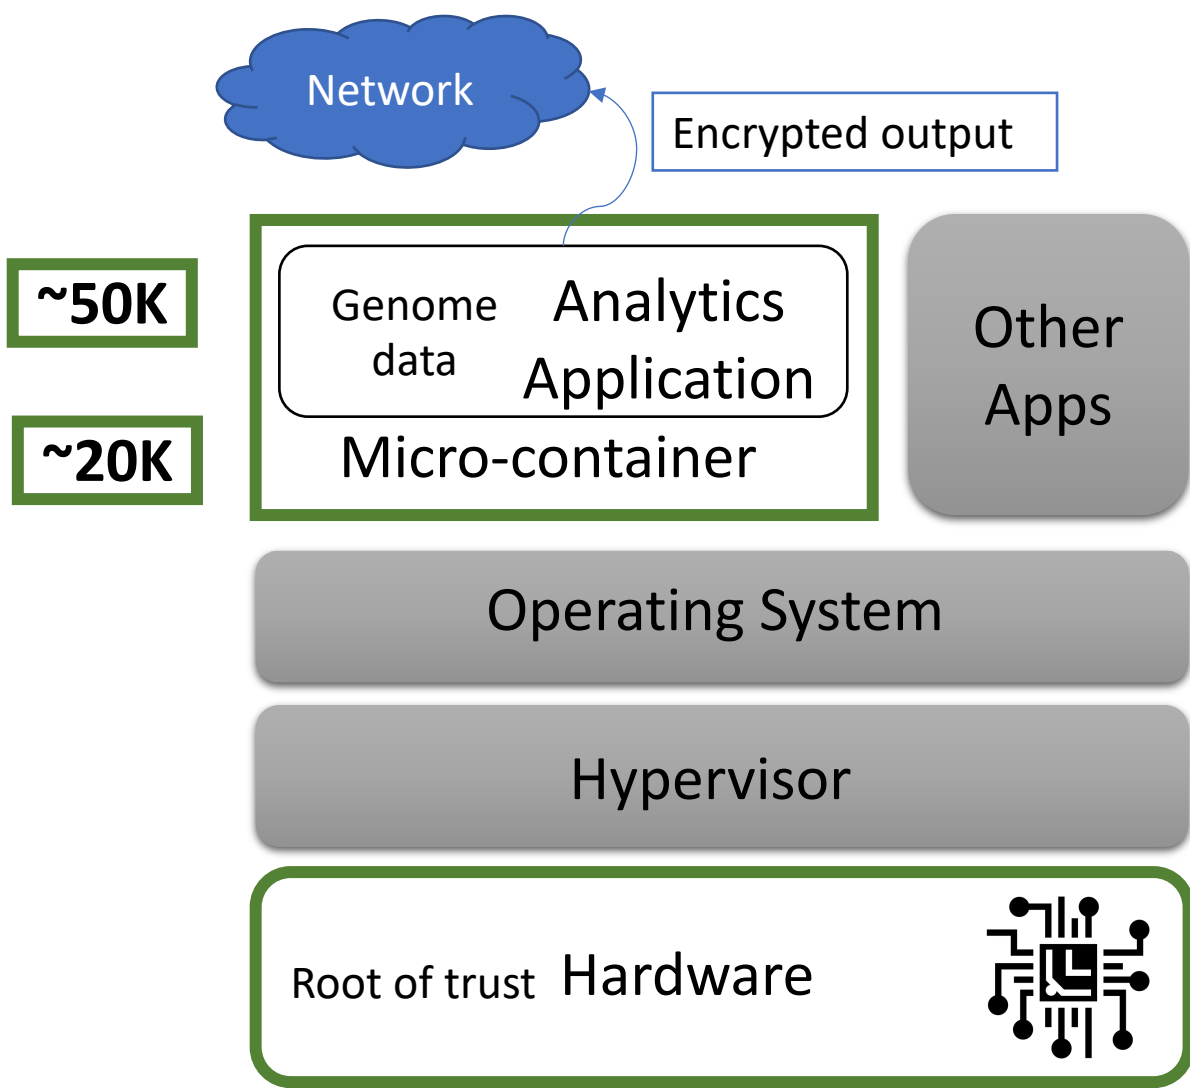 Network
Encrypted output
~50K
Genome
data
Analytics
Application
~20K
Micro-container
Other
Apps
Operating System
Hypervisor
Root of trust Hardware